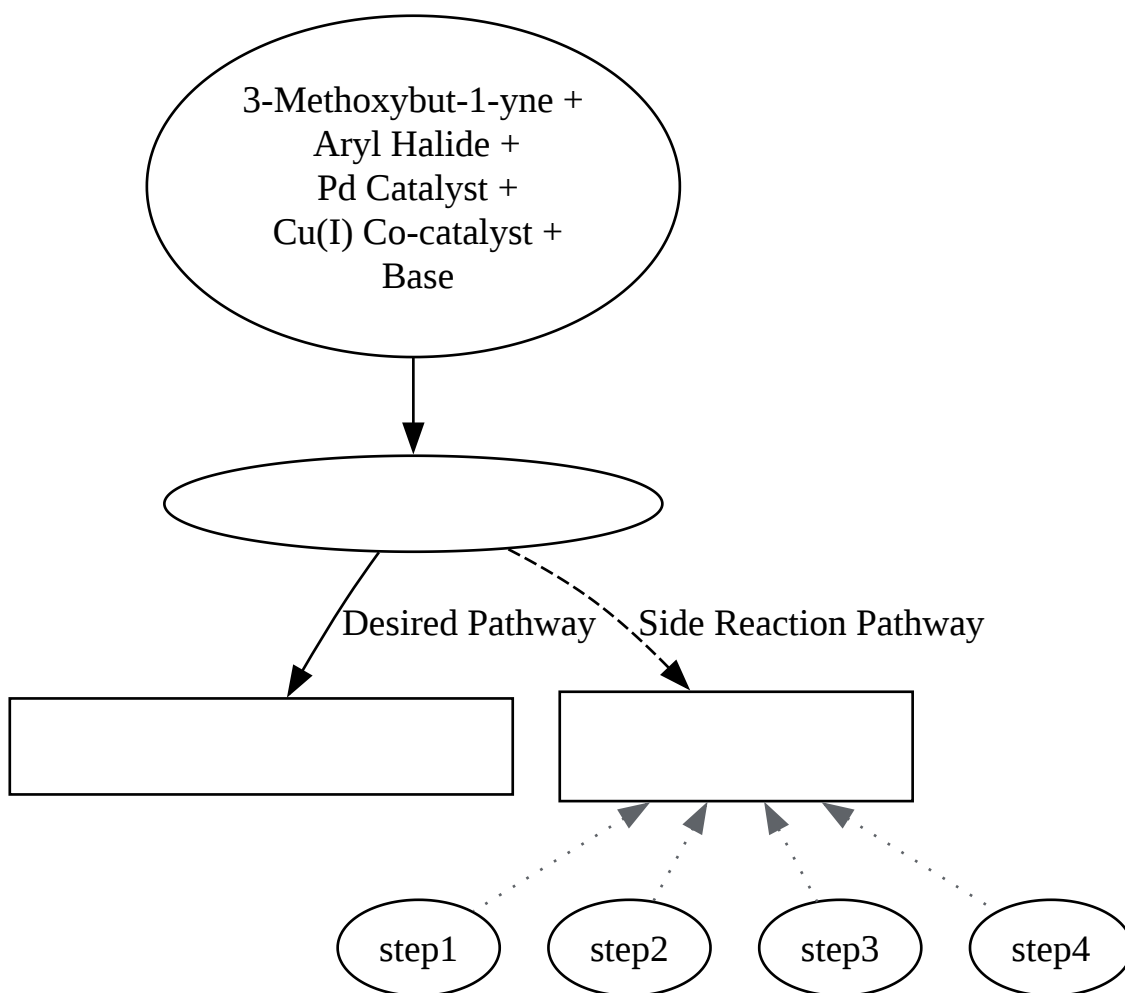 3-Methoxybut-1-yne +
Aryl Halide +
Pd Catalyst +
Cu(I) Co-catalyst +
Base
Desired Pathway
Side Reaction Pathway
step1
step2
step3
step4